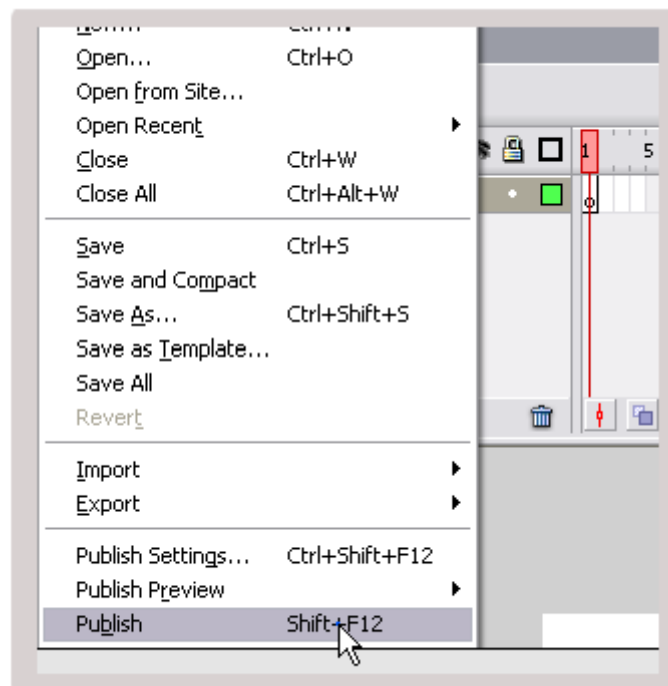 Open... Ctrl+O
Open from Site...
Open Recent
Close Ctrl+W
Close All Ctrl+Alt+W
1 5
Save Ctrl+S
Save and Compact
Save As... Ctrl+Shift+S
Save as Template...
Save All
Revert
Import
Export
Publish Settings... Ctrl+Shift+F12
Publish Preview
Publish Shift+F12